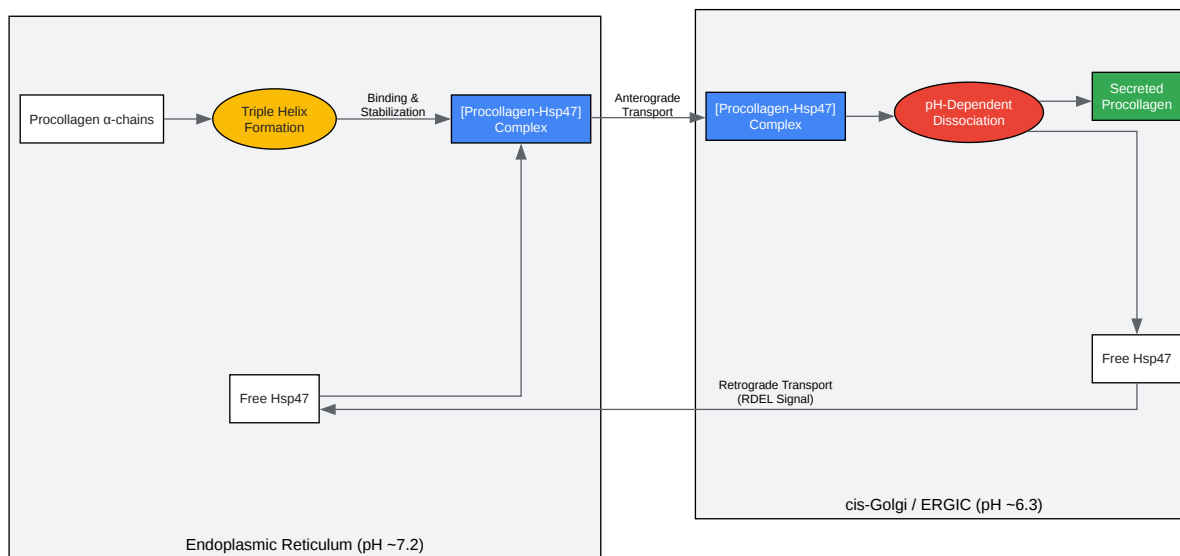 Procollagen α-chains
Triple Helix
Formation
Binding &
Stabilization
[Procollagen-Hsp47]
Complex
Anterograde
Transport
[Procollagen-Hsp47]
Complex
pH-Dependent
Dissociation
Secreted
Procollagen
Free Hsp47
Retrograde Transport
(RDEL Signal)
Free Hsp47
cis-Golgi / ERGIC (pH ~6.3)
Endoplasmic Reticulum (pH ~7.2)